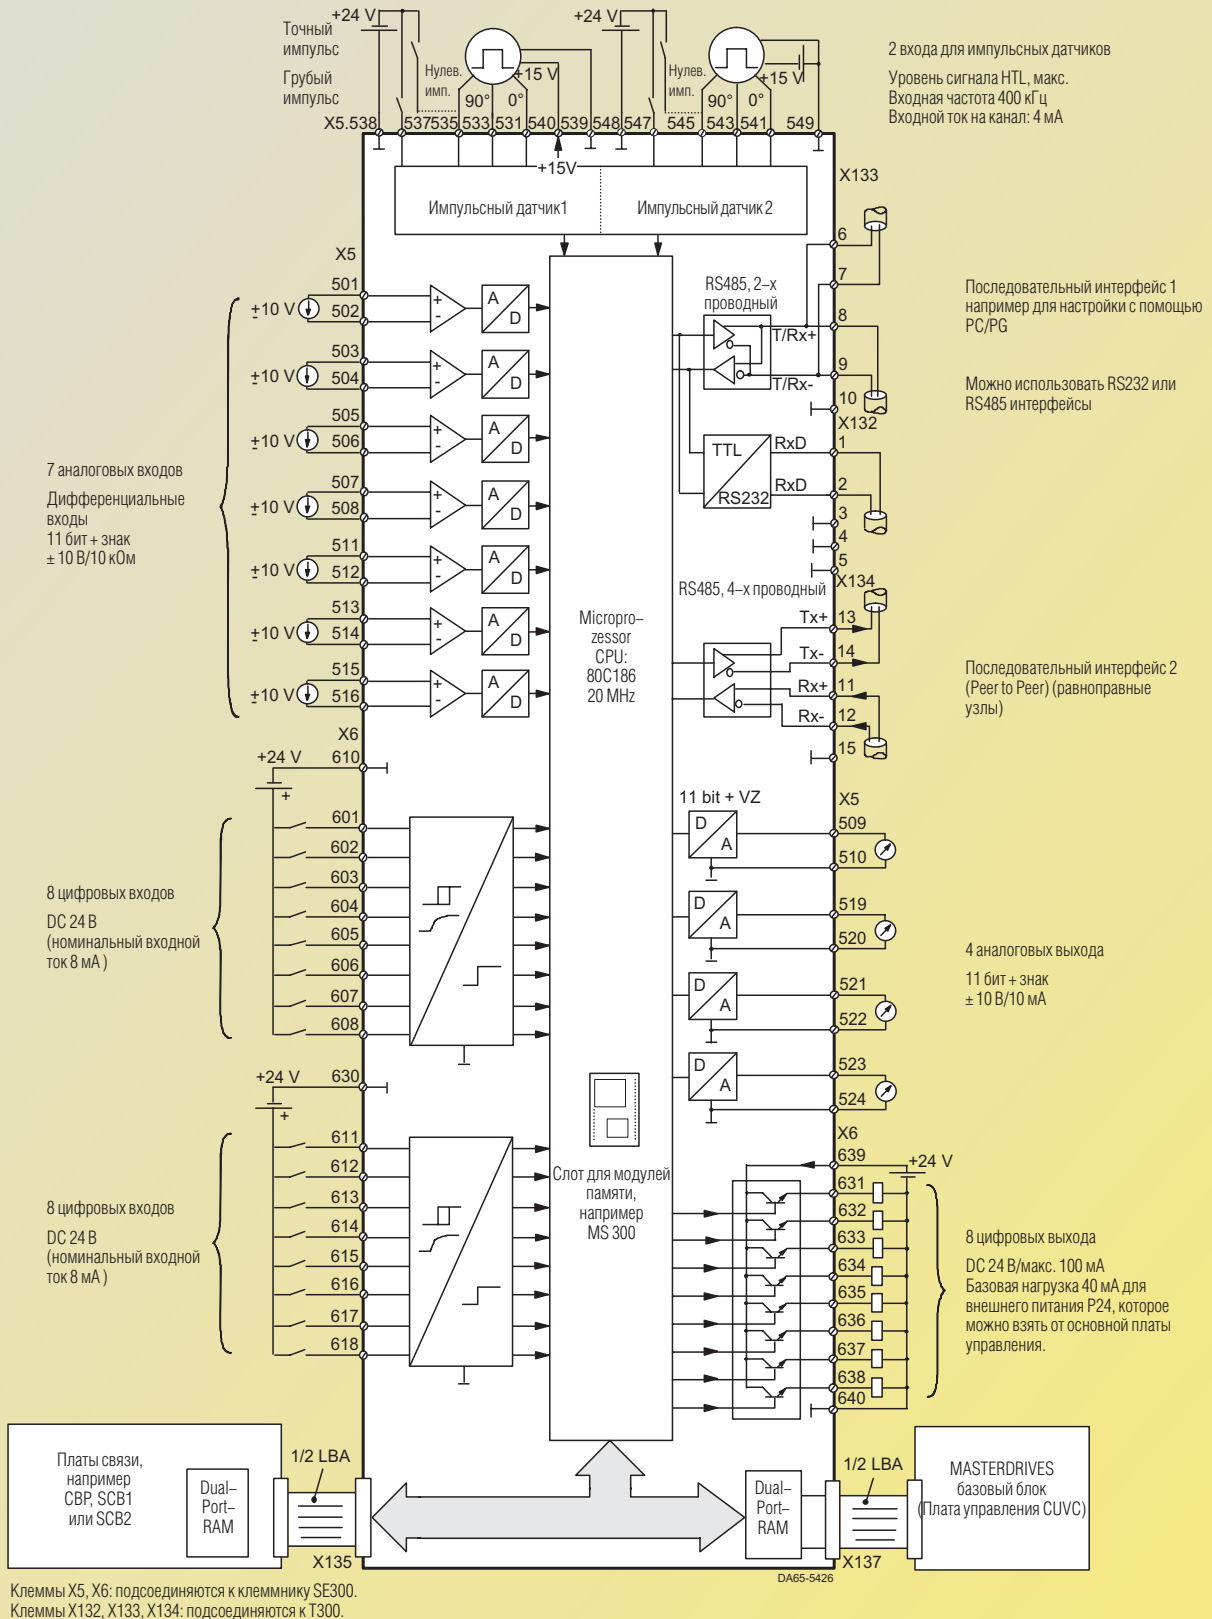 +24 V
+24 V
Точный
импульс
Грубый
импульс
Нулев.
имп.
+15 V
90°
0°
Нулев.
имп.
+15 V
90°
0°
2 входа для импульсных датчиков
Уровень сигнала HTL, макс.
Входная частота 400 кГц
Входной ток на канал: 4 мА
X5.538
537
535
533
531
540
539
548
547
545
543
541
549
+15V
Импульсный датчик1
Импульсный датчик2
X133
6
7
8
9
10
RS485, 2–х
проводный
T/Rx+
T/Rx-
Последовательный интерфейс 1
например для настройки с помощью
PC/PG
Можно использовать RS232 или
RS485 интерфейсы
X132
TTL
RS232
RxD
1
RxD
2
3
4
5
X5
±10 V
501
502
+
-
A
D
±10 V
503
504
+
-
A
D
±10 V
505
506
+
-
A
D
±10 V
507
508
+
-
A
D
±10 V
511
512
+
-
A
D
±10 V
513
514
+
-
A
D
±10 V
515
516
+
-
A
D
7 аналоговых входов
Дифференциальные
входы
11 бит + знак
± 10 В/10 кОм
Micropro–
zessor
CPU:
80C186
20 MHz
RS485, 4–х проводный
X134
Tx+
13
Tx-
14
Rx+
11
Rx-
12
15
Последовательный интерфейс 2
(Peer to Peer) (равноправные
узлы)
X6
+24 V
610
+
601
602
603
604
605
606
607
608
8 цифровых входов
DC 24 В
(номинальный входной
ток 8 мА )
11 bit + VZ
X5
D
A
509
510
D
A
519
520
D
A
521
522
D
A
523
524
4 аналоговых выхода
11 бит + знак
± 10 В/10 мА
+24 V
630
+
611
612
613
614
615
616
617
618
8 цифровых входов
DC 24 В
(номинальный входной
ток 8 мА )
Слот для модулей
памяти,
например
MS 300
X6
639
+24 V
631
632
633
634
635
636
637
638
640
8 цифровых выхода
DC 24 В/макс. 100 мА
Базовая нагрузка 40 мА для
внешнего питания P24, которое
можно взять от основной платы
управления.
Платы связи,
например
CBP, SCB1
или SCB2
Dual–
Port–
RAM
1/2 LBA
X135
Dual–
Port–
RAM
1/2 LBA
X137
MASTERDRIVES
базовый блок
(Плата управления CUVC)
DA65-5426
Клеммы X5, X6: подсоединяются к клеммнику SE300.
Клеммы X132, X133, X134: подсоединяются к T300.